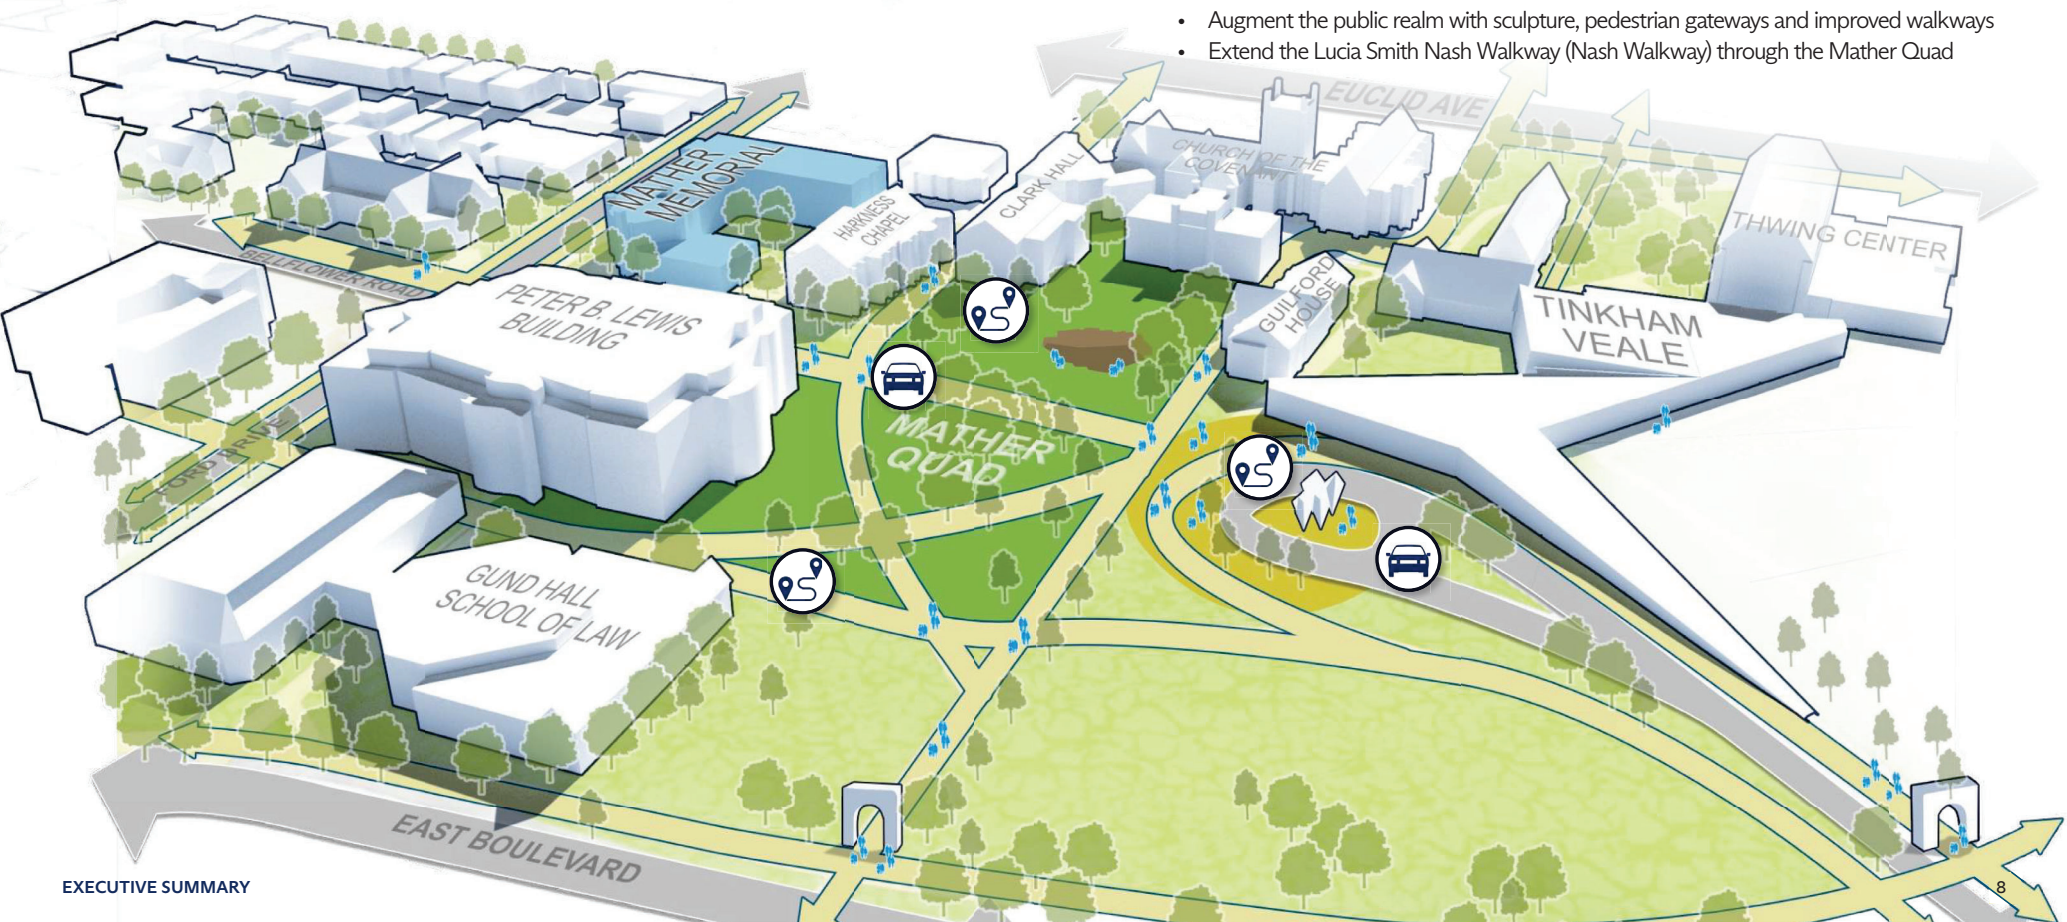 • Augment the public realm with sculpture, pedestrian gateways and improved walkways
• Extend the Lucia Smith Nash Walkway (Nash Walkway) through the Mather Quad
EUCLID AVE
MATHER
MEMORIAL
CHURCH OF THE
COVENANT
CLARK HALL
HARKNESS
CHAPEL
THWING CENTER
BELLFLOWER ROAD
PETER B. LEWIS
BUILDING
GUILFORD
HOUSE
TINKHAM
VEALE
FORD DRIVE
MATHER
QUAD
GUND HALL
SCHOOL OF LAW
EAST BOULEVARD
EXECUTIVE SUMMARY
8